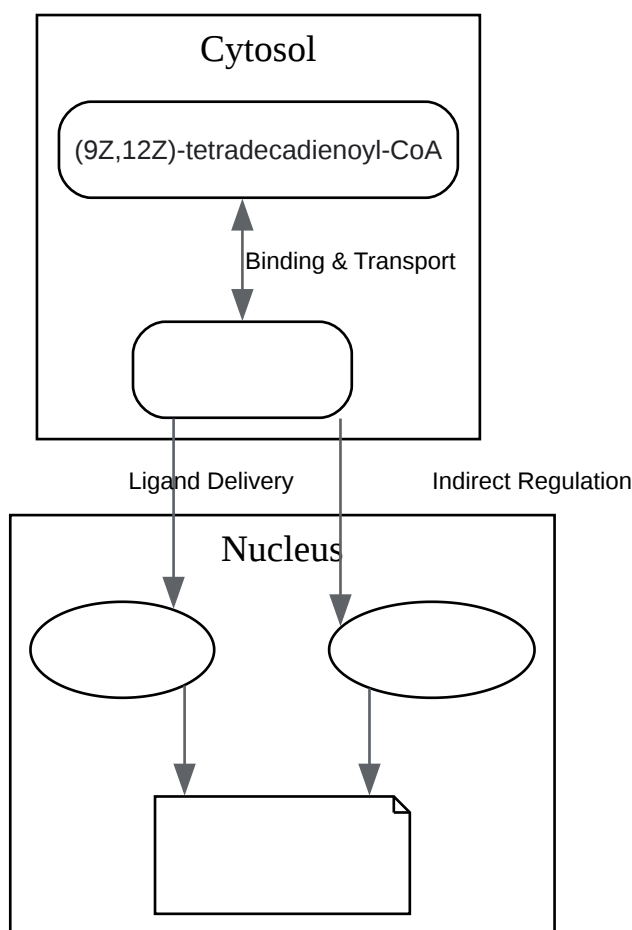 Cytosol
(9Z,12Z)-tetradecadienoyl-CoA
Binding & Transport
Ligand Delivery
Indirect Regulation
Nucleus